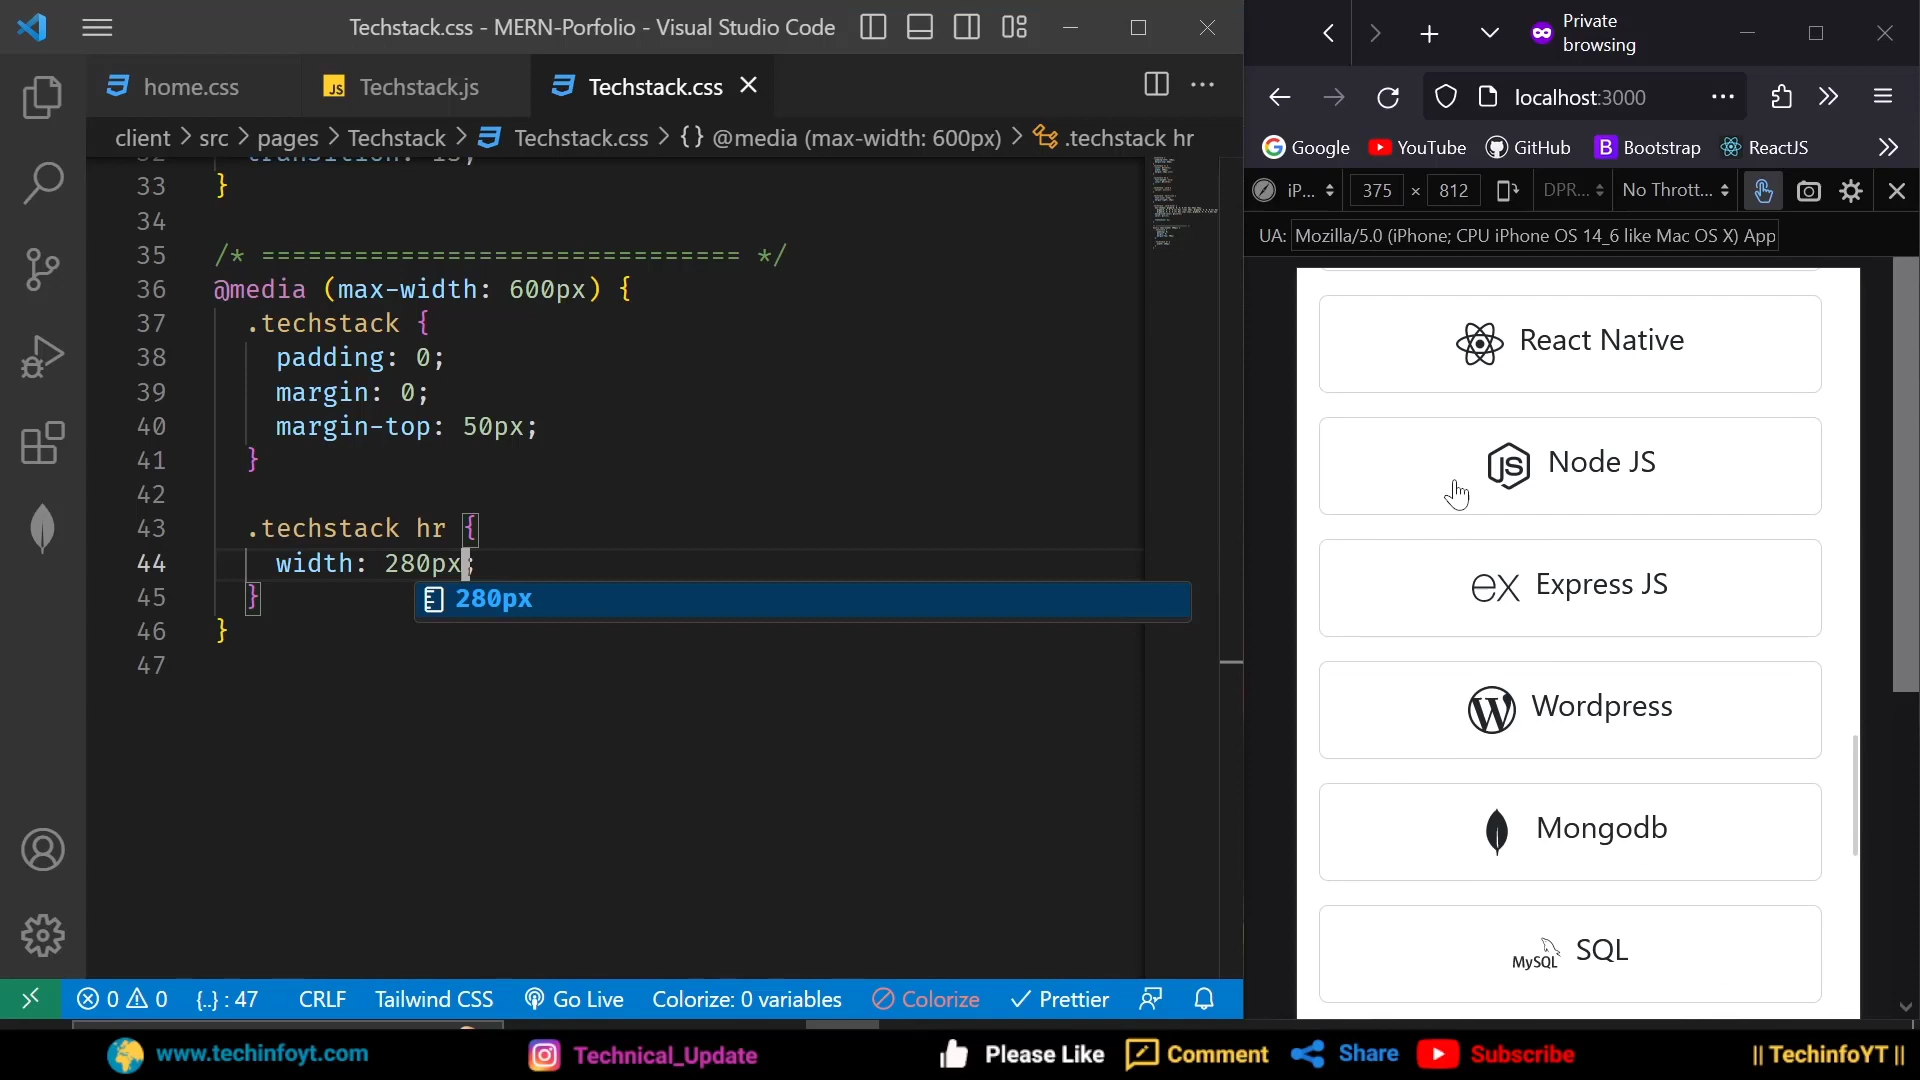 Techstack.css - MERN-Porfolio - Visual Studio Code
home.css
JS Techstack.js
Techstack.css
client > src > pages > Techstack > Techstack.css > {} @media (max-width: 600px) > .techstack hr
33 }
34
35 /* =============================== */
36 @media (max-width: 600px) {
37 .techstack {
38 padding: 0;
39 margin: 0;
40 margin-top: 50px;
41 }
42
43 .techstack hr {
44 width: 280px;
280px
45 }
46 }
47
0 0 {..} : 47 CRLF Tailwind CSS Go Live Colorize: 0 variables Colorize Prettier
Private
browsing
localhost:3000
Google YouTube GitHub B Bootstrap ReactJS
iP... 375 × 812 DPR... No Thrott...
UA: Mozilla/5.0 (iPhone; CPU iPhone OS 14_6 like Mac OS X) App
React Native
JS Node JS
ex Express JS
W Wordpress
Mongodb
MySQL SQL
www.techinfoyt.com Technical_Update Please Like Comment Share Subscribe || TechinfoYT ||